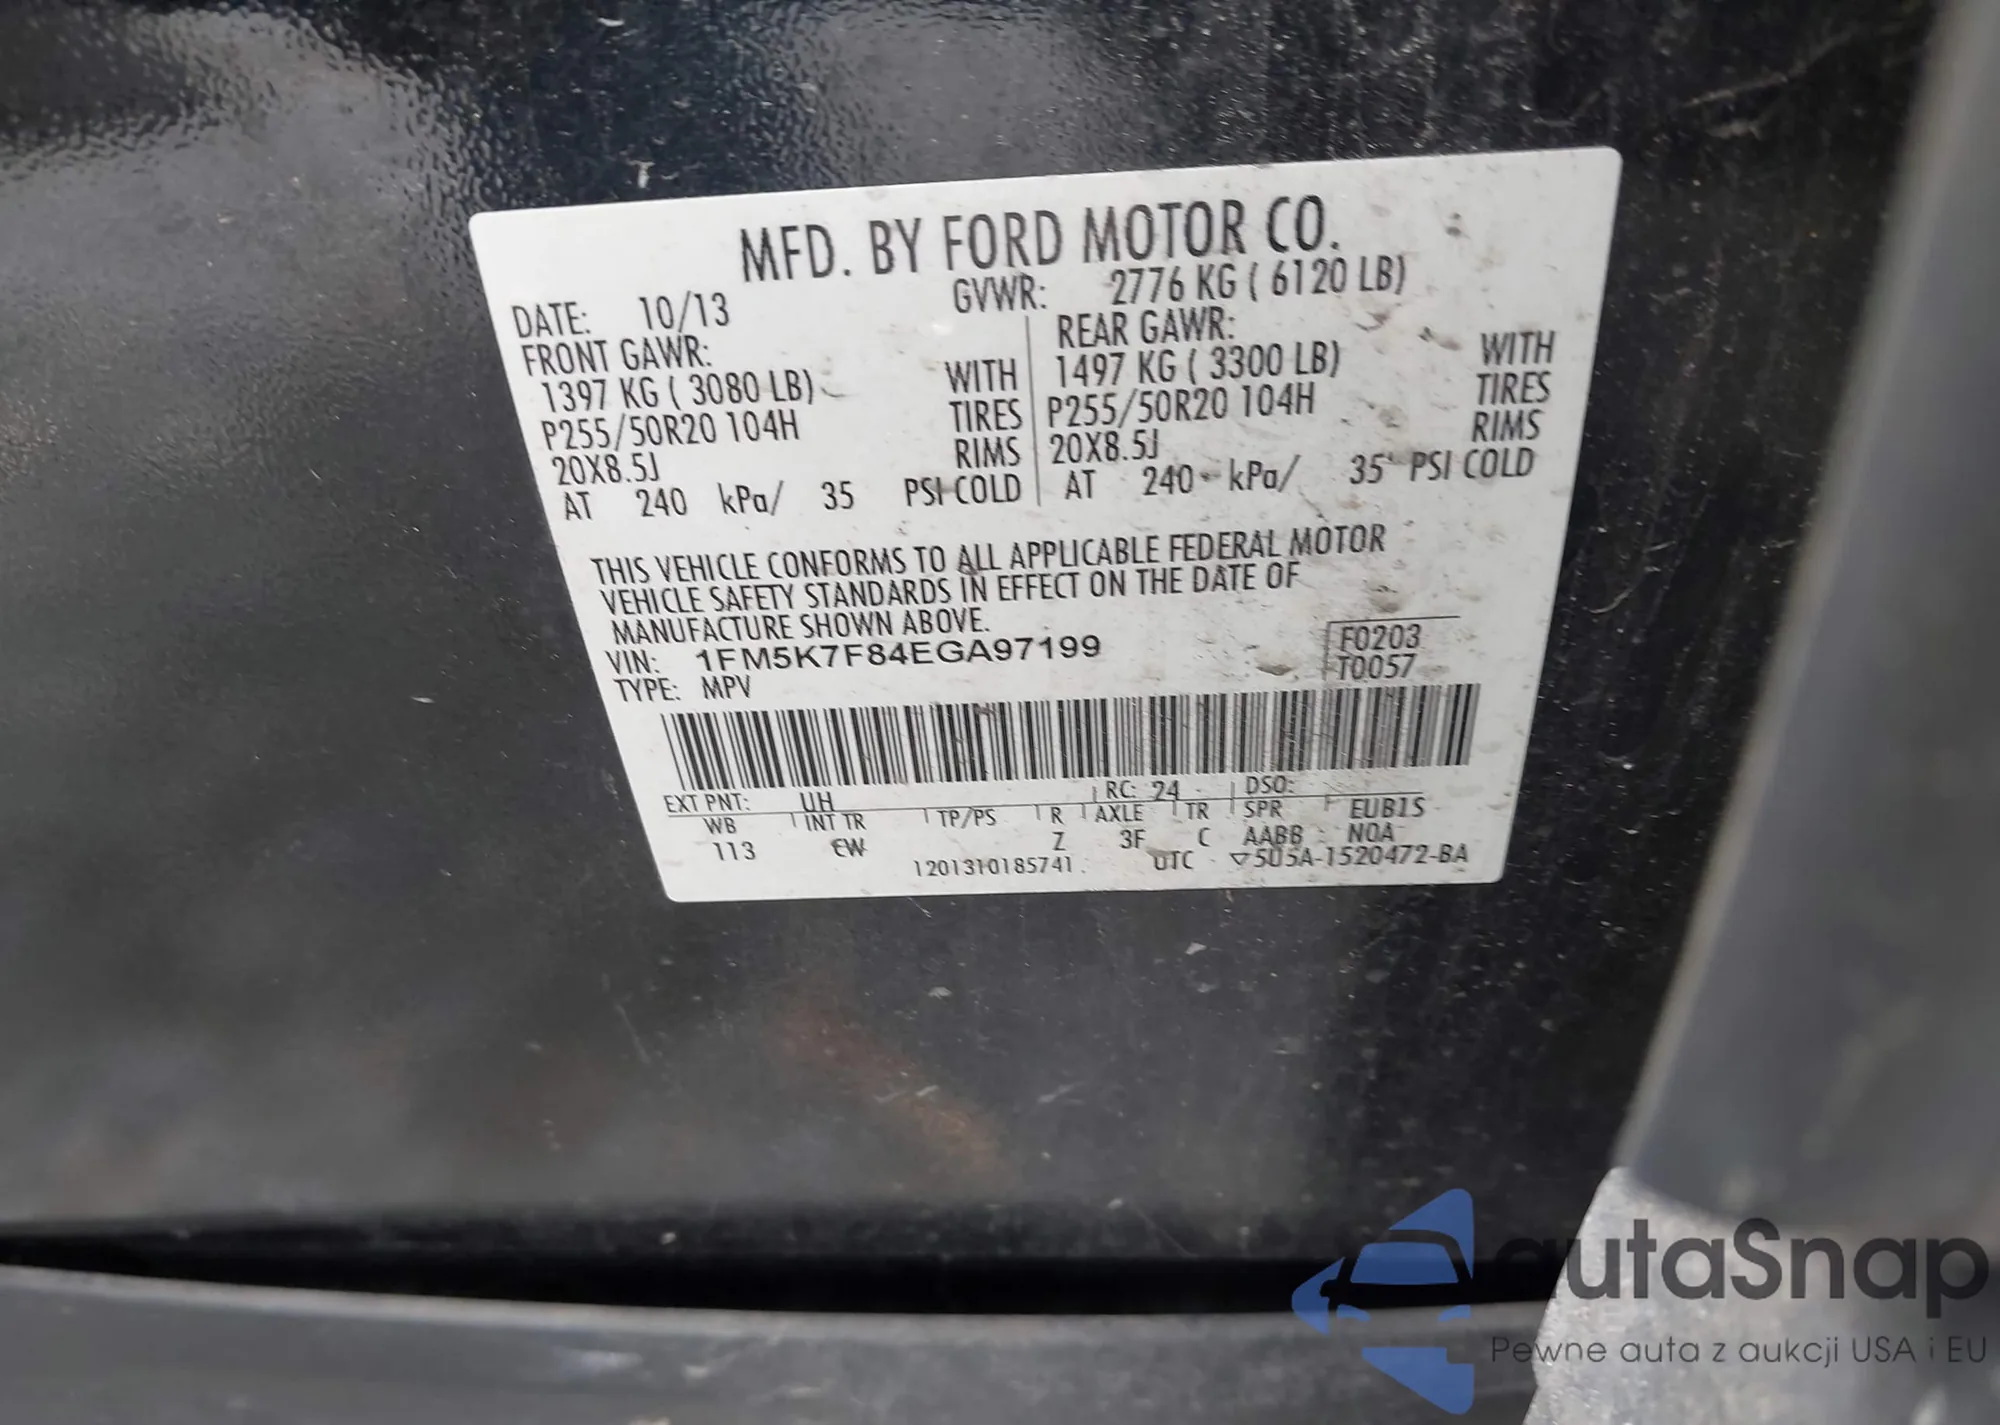 MFD. BY FORD MOTOR CO.
DATE: 10/13 GVWR: 2776 KG ( 6120 LB)
FRONT GAWR: REAR GAWR:
1397 KG ( 3080 LB) WITH 1497 KG ( 3300 LB) WITH
P255/50R20 104H TIRES P255/50R20 104H TIRES
20X8.5J RIMS 20X8.5J RIMS
AT 240 kPa/ 35 PSI COLD AT 240 kPa/ 35 PSI COLD
THIS VEHICLE CONFORMS TO ALL APPLICABLE FEDERAL MOTOR
VEHICLE SAFETY STANDARDS IN EFFECT ON THE DATE OF
MANUFACTURE SHOWN ABOVE.
VIN: 1FM5K7F84EGA97199 F0203
TYPE: MPV T0057
EXT PNT: UH RC: 24 DSO:
WB INT TR TP/PS R AXLE TR SPR EUB1S
113 EW Z 3F C AABB NOA
1201310185741 UTC ▽5U5A-1520472-BA
autaSnap
Pewne auta z aukcji USA i EU